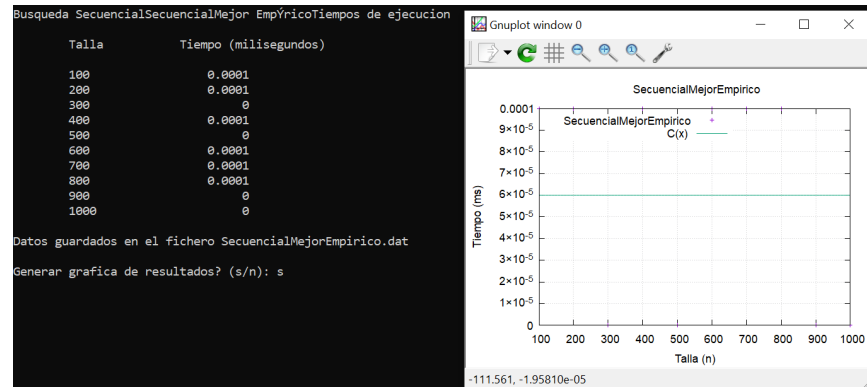 Busqueda SecuencialSecuencialMejor EmpÝricoTiempos de ejecucion
Talla Tiempo (milisegundos)
100 0.0001
200 0.0001
300 0
400 0.0001
500 0
600 0.0001
700 0.0001
800 0.0001
900 0
1000 0
Datos guardados en el fichero SecuencialMejorEmpirico.dat
Generar grafica de resultados? (s/n): s
Gnuplot window 0
SecuencialMejorEmpirico
0.0001
SecuencialMejorEmpirico
9×10-5
C(x)
8×10-5
7×10-5
6×10-5
5×10-5
4×10-5
3×10-5
2×10-5
1×10-5
0
Tiempo (ms)
100 200 300 400 500 600 700 800 900 1000
Talla (n)
-111.561, -1.95810e-05